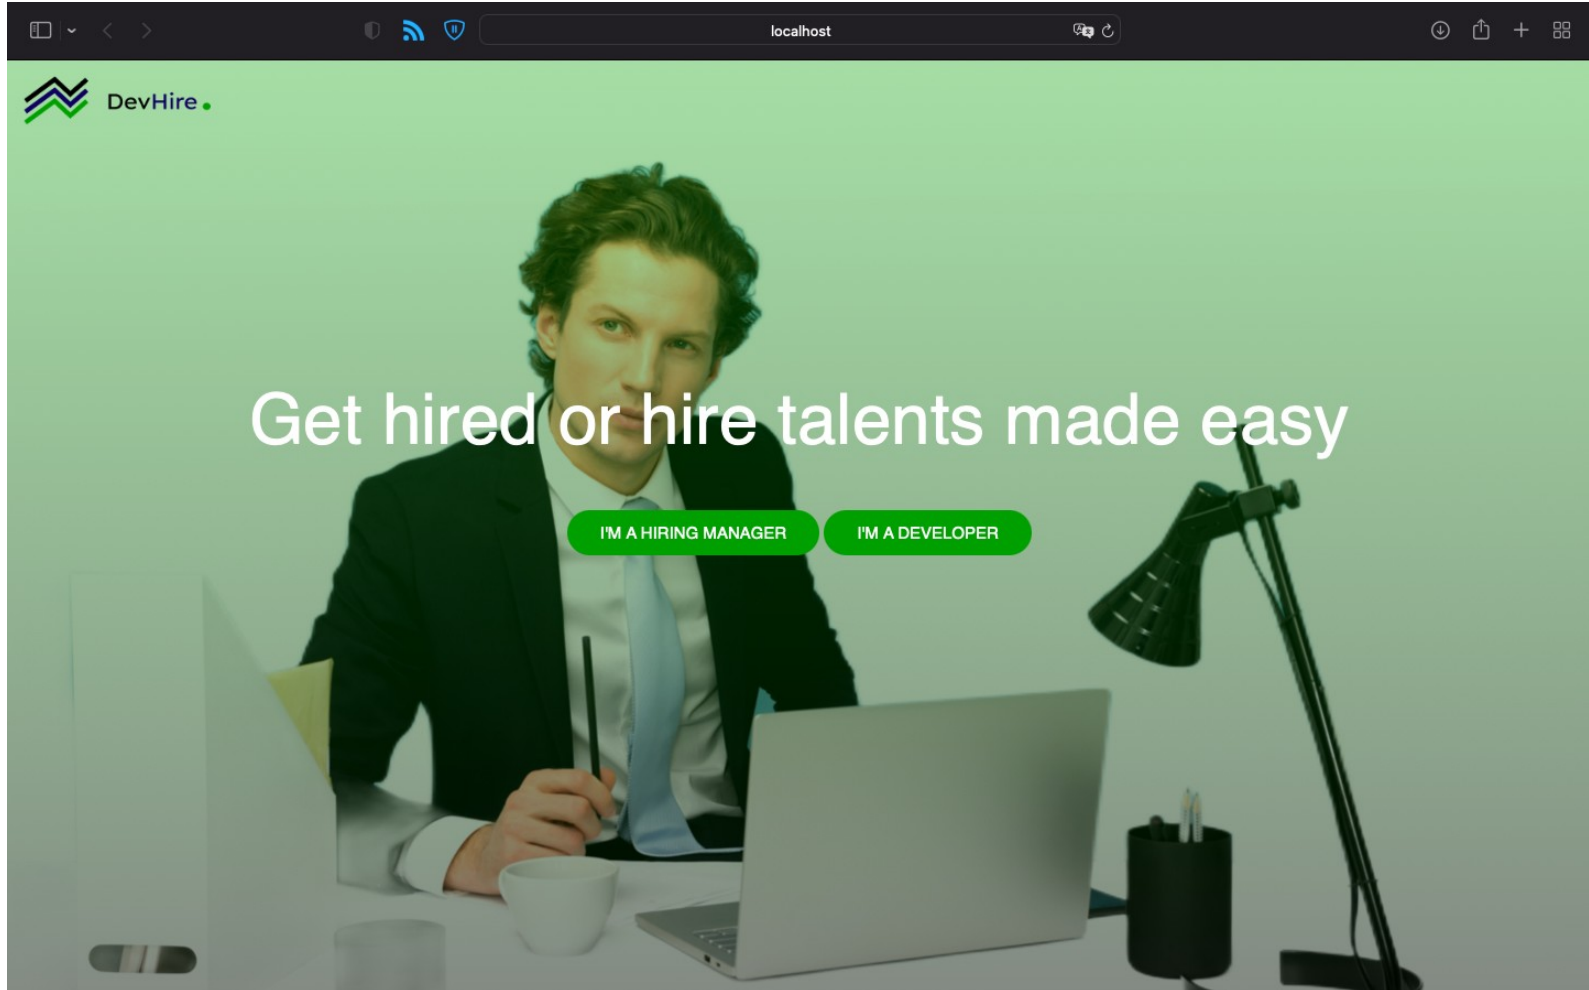 localhost
DevHire.
Get hired or hire talents made easy
I'M A HIRING MANAGER
I'M A DEVELOPER